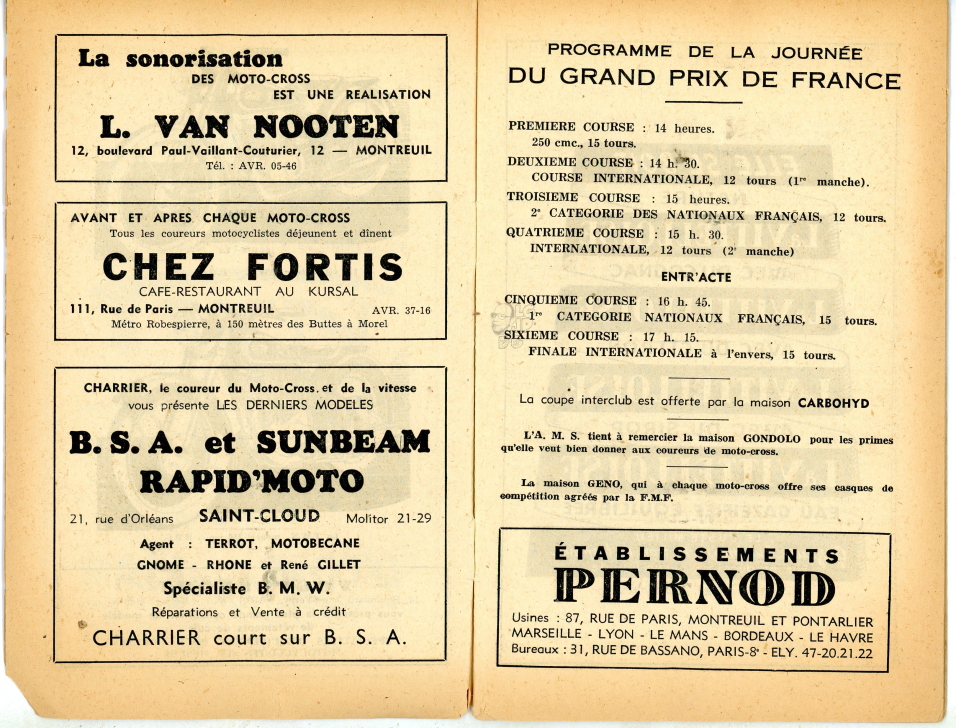 La sonorisation
DES MOTO-CROSS
EST UNE REALISATION
L. VAN NOOTEN
12, boulevard Paul-Vaillant-Couturier, 12 — MONTREUIL
Tél. : AVR. 05-46
AVANT ET APRES CHAQUE MOTO-CROSS
Tous les coureurs motocyclistes déjeunent et dînent
CHEZ FORTIS
CAFE-RESTAURANT AU KURSAL
111, Rue de Paris — MONTREUIL AVR. 37-16
Métro Robespierre, à 150 mètres des Buttes à Morel
CHARRIER, le coureur du Moto-Cross et de la vitesse
vous présente LES DERNIERS MODELES
B. S. A. et SUNBEAM
RAPID'MOTO
21, rue d'Orléans SAINT-CLOUD Molitor 21-29
Agent : TERROT, MOTOBECANE
GNOME - RHONE et René GILLET
Spécialiste B. M. W.
Réparations et Vente à crédit
CHARRIER court sur B. S. A.
PROGRAMME DE LA JOURNÉE
DU GRAND PRIX DE FRANCE
PREMIERE COURSE : 14 heures.
250 cmc., 15 tours.
DEUXIEME COURSE : 14 h. 30.
COURSE INTERNATIONALE, 12 tours (1re manche).
TROISIEME COURSE : 15 heures.
2e CATEGORIE DES NATIONAUX FRANÇAIS, 12 tours.
QUATRIEME COURSE : 15 h. 30.
INTERNATIONALE, 12 tours (2e manche)
ENTR'ACTE
CINQUIEME COURSE : 16 h. 45.
1re CATEGORIE NATIONAUX FRANÇAIS, 15 tours.
SIXIEME COURSE : 17 h. 15.
FINALE INTERNATIONALE à l'envers, 15 tours.
La coupe interclub est offerte par la maison CARBOHYD
L'A. M. S. tient à remercier la maison GONDOLO pour les primes
qu'elle veut bien donner aux coureurs de moto-cross.
La maison GENO, qui à chaque moto-cross offre ses casques de
compétition agréés par la F.M.F.
ÉTABLISSEMENTS
PERNOD
Usines : 87, RUE DE PARIS, MONTREUIL ET PONTARLIER
MARSEILLE - LYON - LE MANS - BORDEAUX - LE HAVRE
Bureaux : 31, RUE DE BASSANO, PARIS-8e - ELY. 47-20.21.22